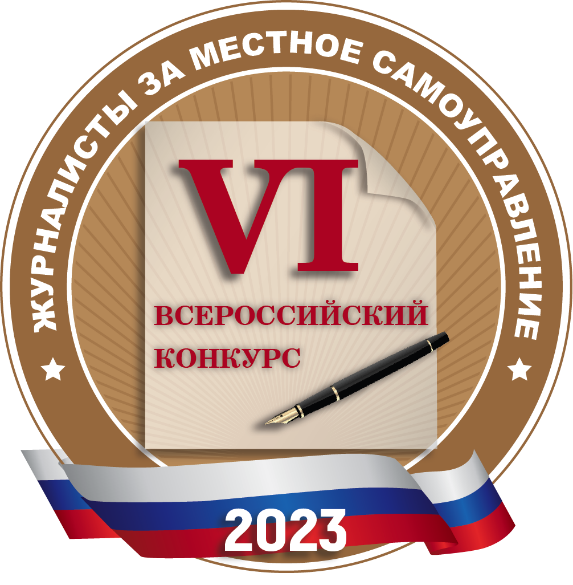 ЖУРНАЛИСТЫ ЗА МЕСТНОЕ САМОУПРАВЛЕНИЕ
VI
ВСЕРОССИЙСКИЙ
КОНКУРС
2023